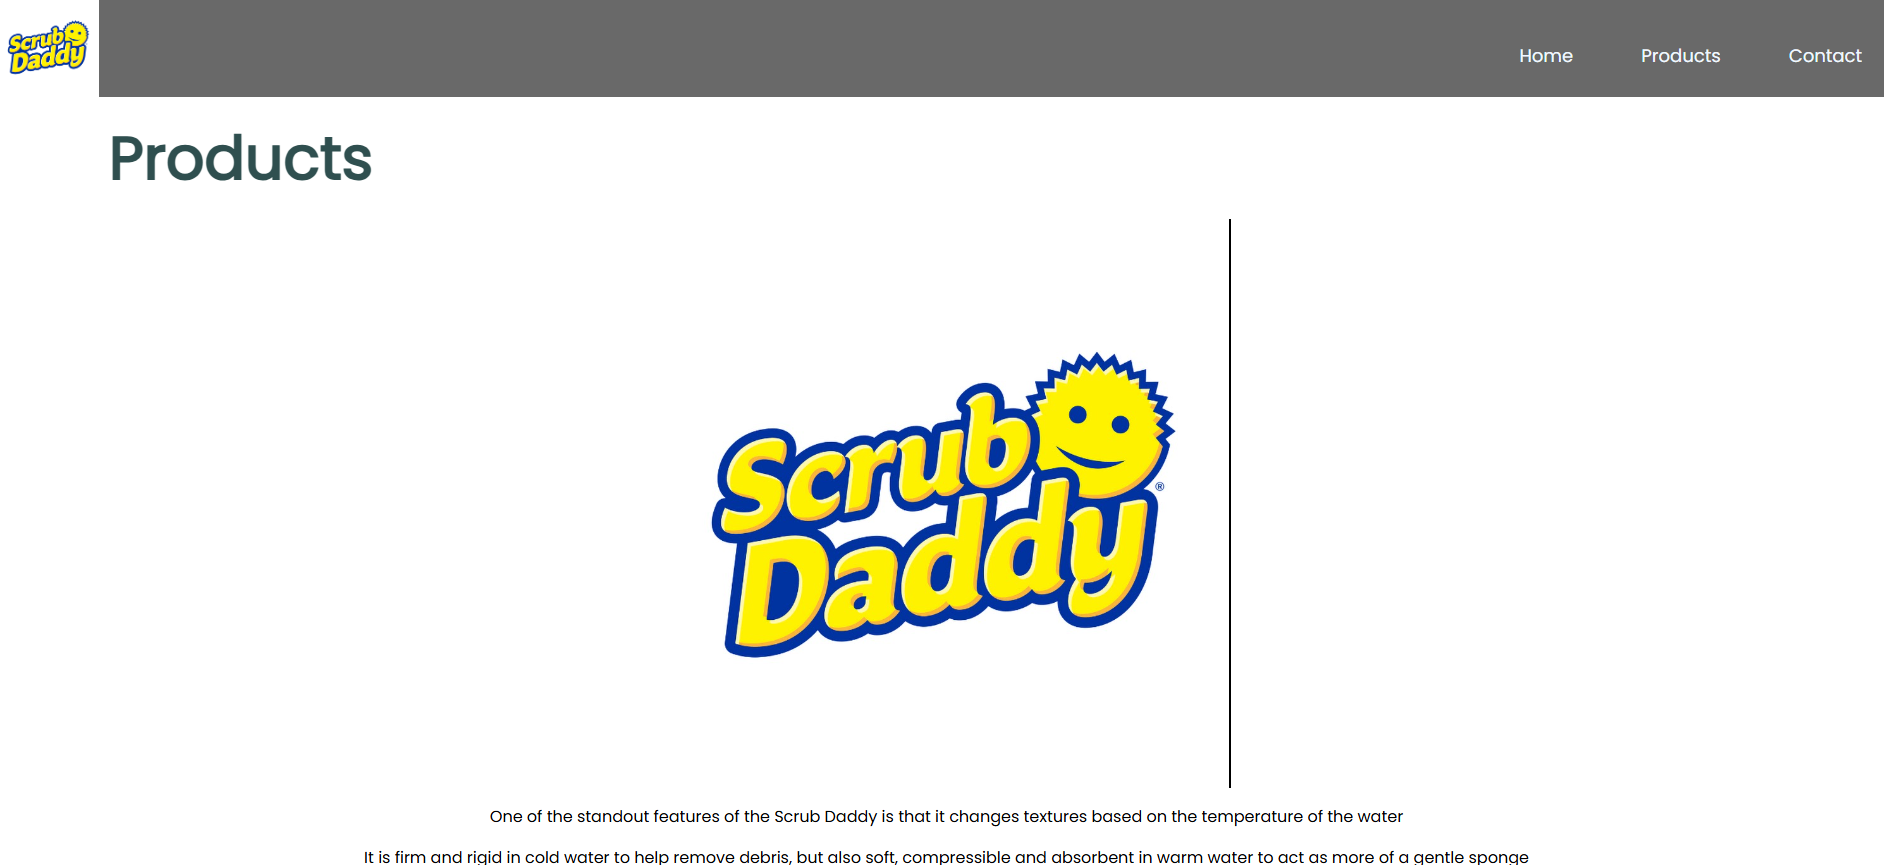 Scrub
Daddy
Home Products Contact
Products
Scrub
Daddy®
One of the standout features of the Scrub Daddy is that it changes textures based on the temperature of the water
It is firm and rigid in cold water to help remove debris, but also soft, compressible and absorbent in warm water to act as more of a gentle sponge